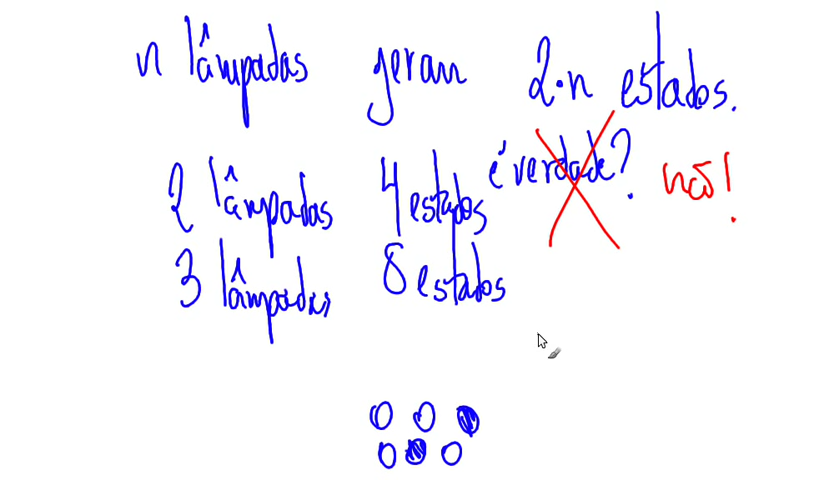 n lâmpadas geram 2·n estados.
é verdade? não!
2 lâmpadas 4 estados
3 lâmpadas 8 estados